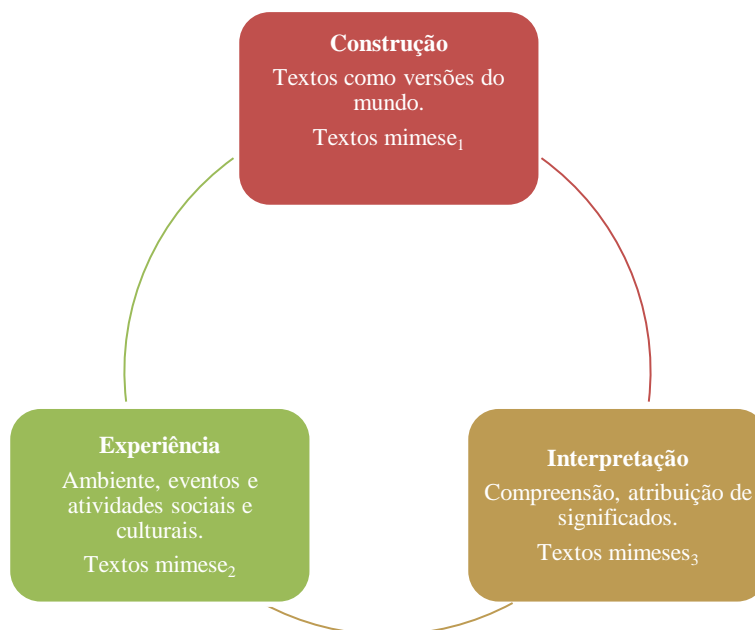 Construção
Textos como versões do
mundo.
Textos mimese₁
Experiência
Ambiente, eventos e
atividades sociais e
culturais.
Textos mimese₂
Interpretação
Compreensão, atribuição de
significados.
Textos mimeses₃